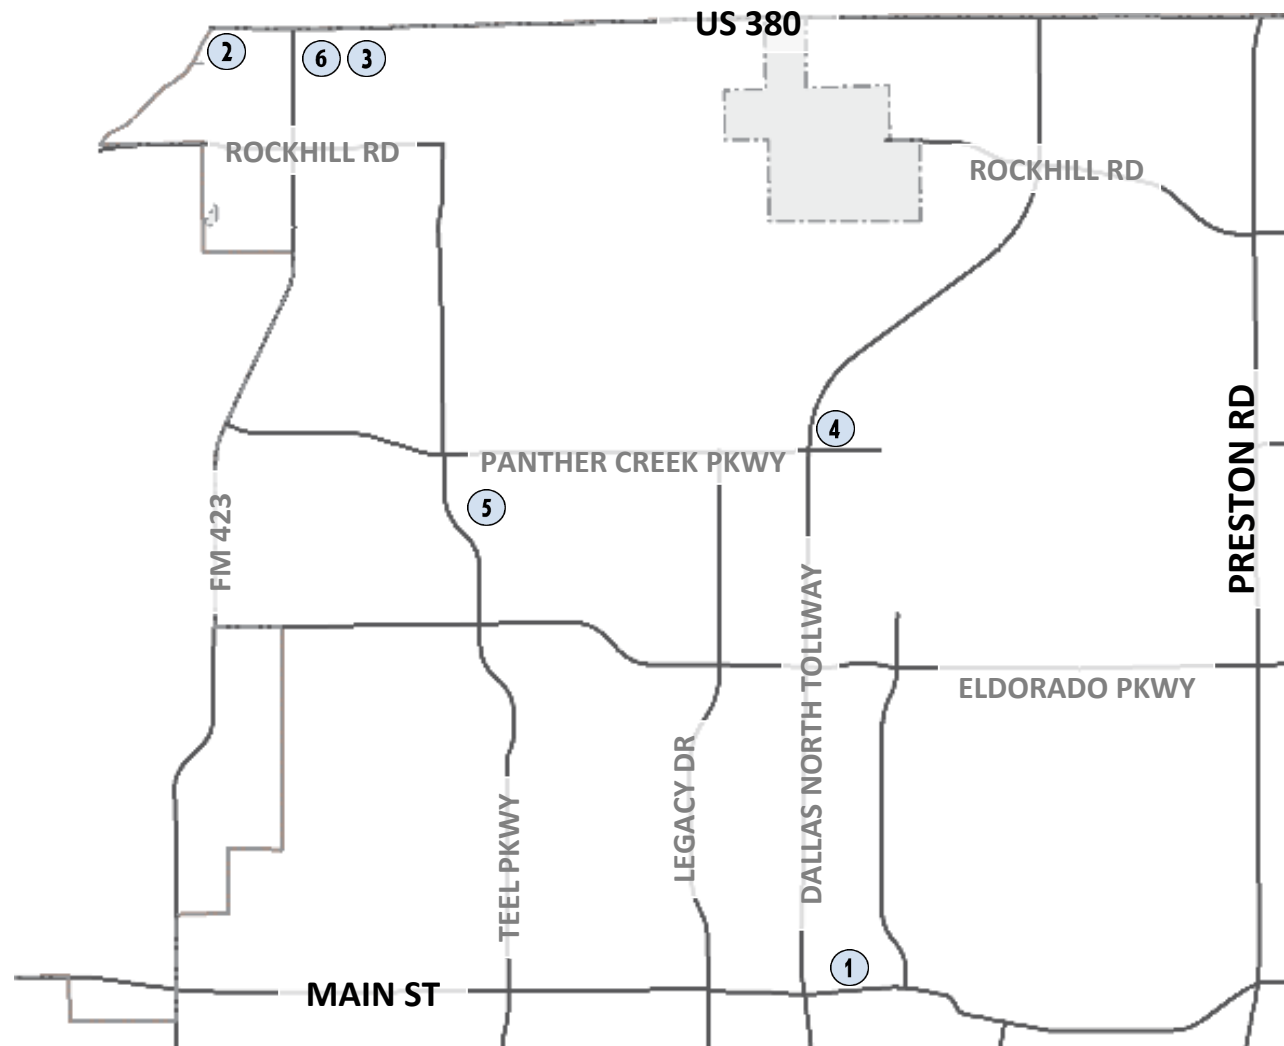 US 380
2
6
3
ROCKHILL RD
ROCKHILL RD
4
PANTHER CREEK PKWY
5
FM 423
PRESTON RD
ELDORADO PKWY
DALLAS NORTH TOLLWAY
LEGACY DR
TEEL PKWY
1
MAIN ST